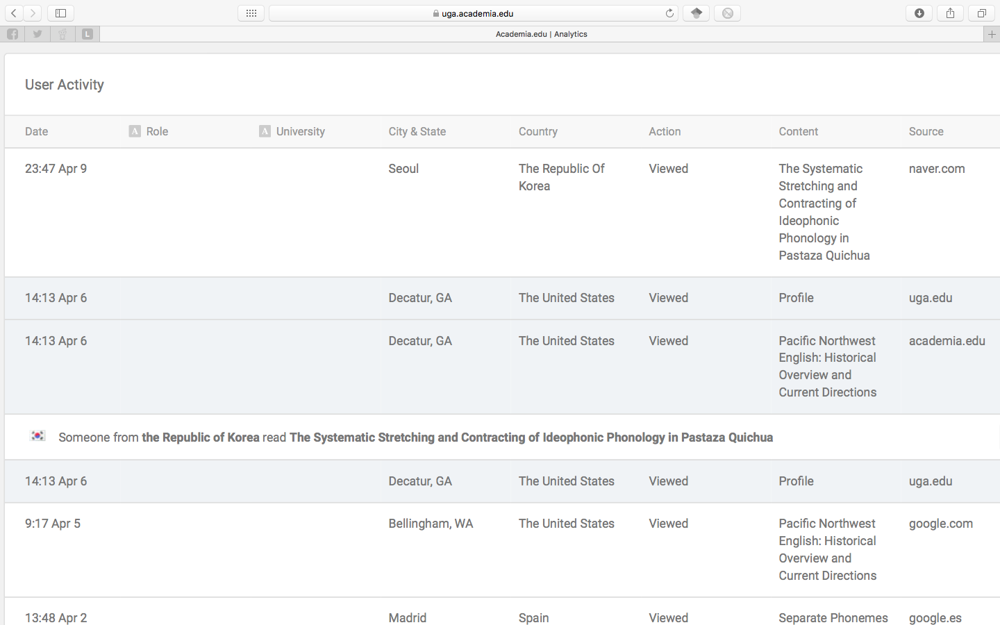 uga.academia.edu
L
Academia.edu | Analytics
User Activity
Date A Role A University City & State Country Action Content Source
23:47 Apr 9 Seoul The Republic Of Viewed The Systematic naver.com
Korea Stretching and
Contracting of
Ideophonic
Phonology in
Pastaza Quichua
14:13 Apr 6 Decatur, GA The United States Viewed Profile uga.edu
14:13 Apr 6 Decatur, GA The United States Viewed Pacific Northwest academia.edu
English: Historical
Overview and
Current Directions
Someone from the Republic of Korea read The Systematic Stretching and Contracting of Ideophonic Phonology in Pastaza Quichua
14:13 Apr 6 Decatur, GA The United States Viewed Profile uga.edu
9:17 Apr 5 Bellingham, WA The United States Viewed Pacific Northwest google.com
English: Historical
Overview and
Current Directions
13:48 Apr 2 Madrid Spain Viewed Separate Phonemes google.es